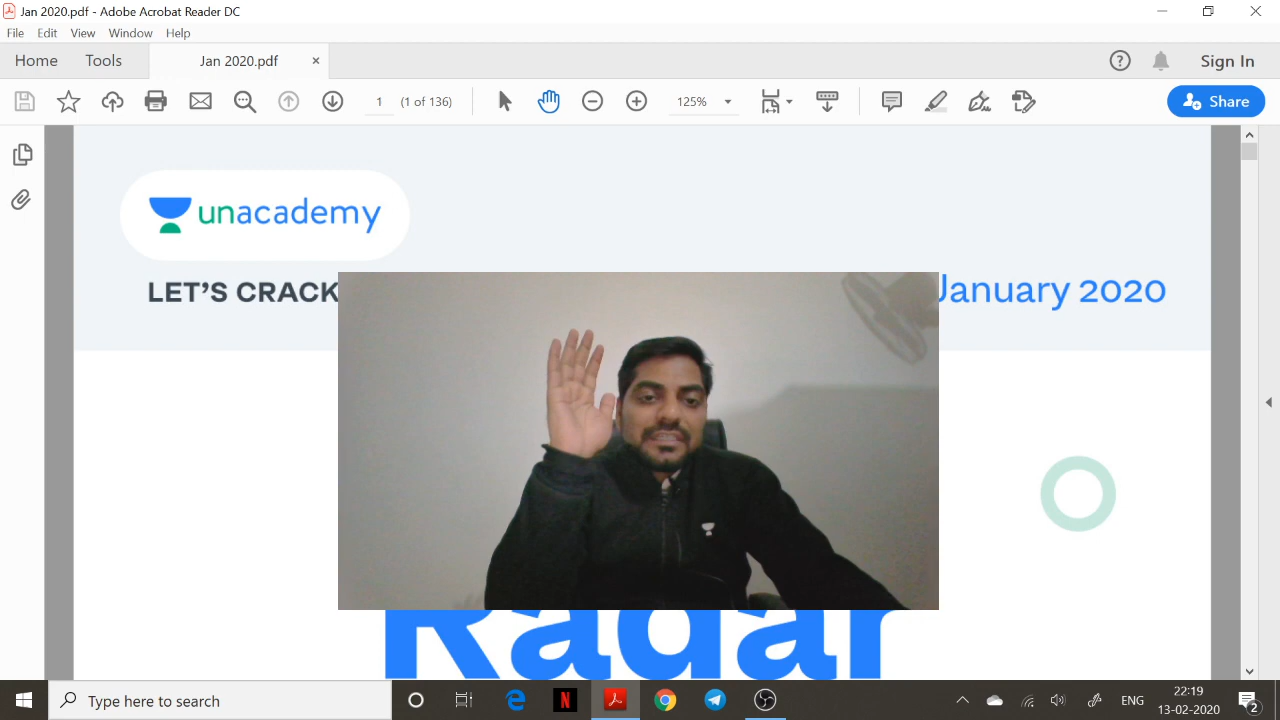 Jan 2020.pdf - Adobe Acrobat Reader DC
File Edit View Window Help
Home Tools Jan 2020.pdf × Sign In
1 (1 of 136) 125% Share
unacademy
LET'S CRACK
January 2020
Radar
Type here to search
ENG
22:19
13-02-2020
2